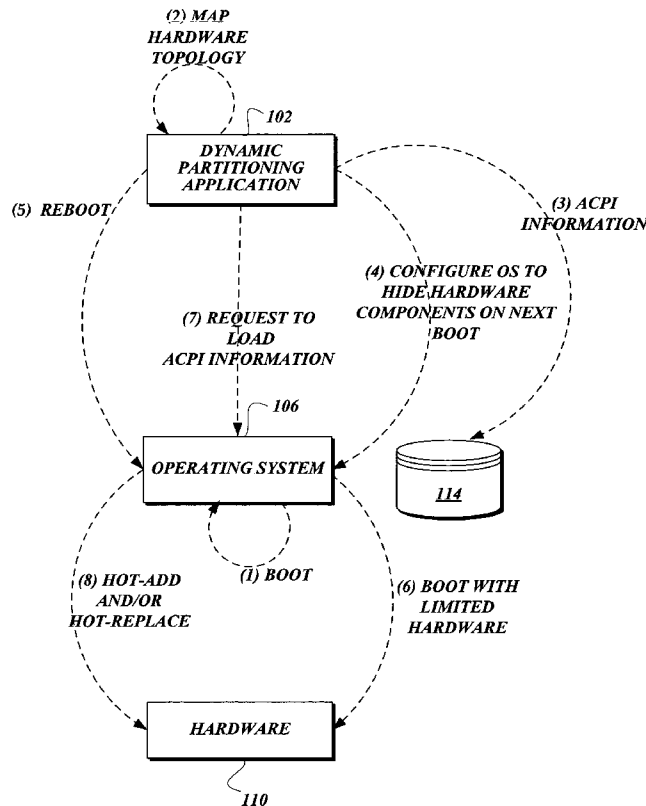 (2) MAP
HARDWARE
TOPOLOGY
102
DYNAMIC
PARTITIONING
APPLICATION
(5) REBOOT
(3) ACPI
INFORMATION
(4) CONFIGURE OS TO
HIDE HARDWARE
COMPONENTS ON NEXT
BOOT
(7) REQUEST TO
LOAD
ACPI INFORMATION
106
OPERATING SYSTEM
114
(1) BOOT
(8) HOT-ADD
AND/OR
HOT-REPLACE
(6) BOOT WITH
LIMITED
HARDWARE
HARDWARE
110